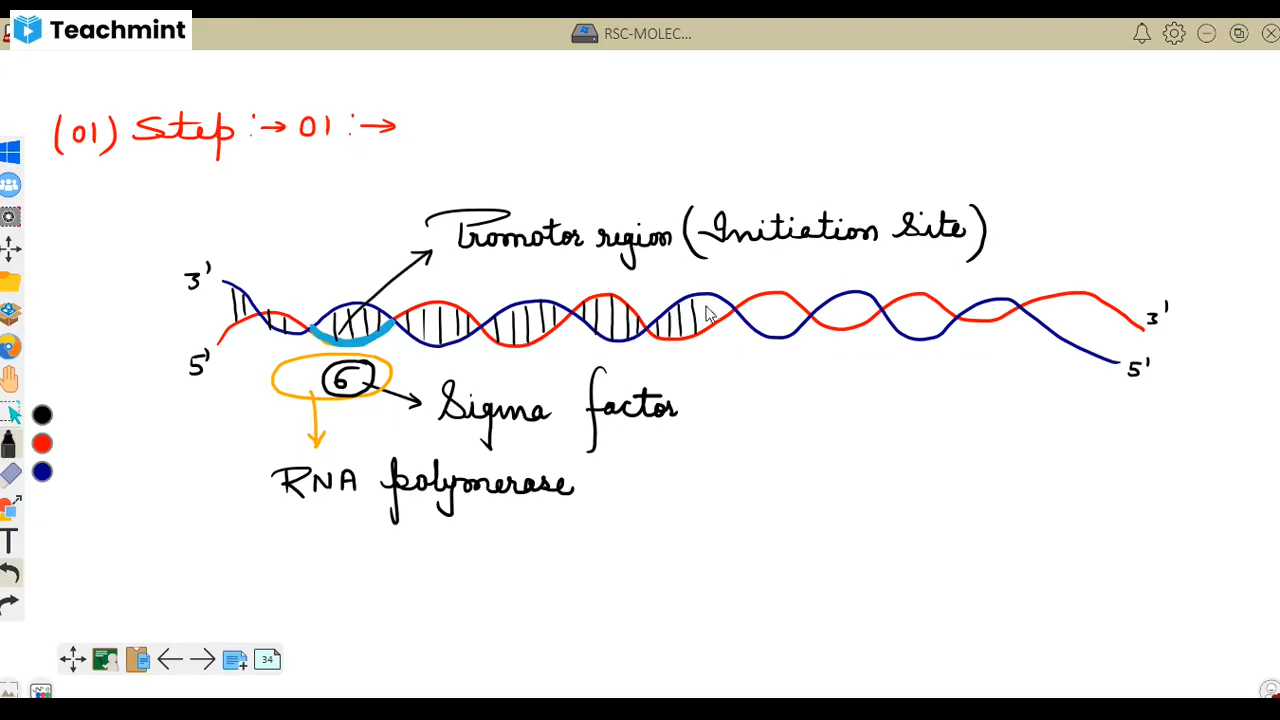 Teachmint
RSC-MOLEC...
(01) Step :→ 01 :→
Promotor region (Initiation Site)
3'
5'
3'
5'
6 → Sigma factor
RNA polymerase
T
34